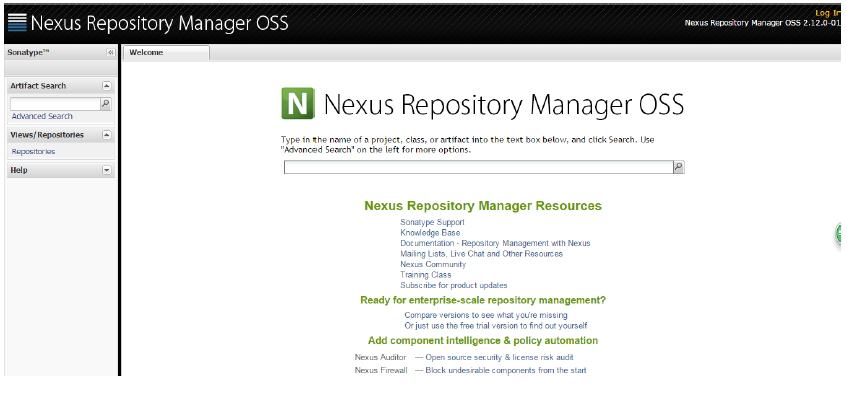 Nexus Repository Manager OSS
Log In
Nexus Repository Manager OSS 2.12.0-01
Sonatype™
Welcome
Artifact Search
Advanced Search
Views/Repositories
Repositories
Help
N Nexus Repository Manager OSS
Type in the name of a project, class, or artifact into the text box below, and click Search. Use
"Advanced Search" on the left for more options.
Nexus Repository Manager Resources
Sonatype Support
Knowledge Base
Documentation - Repository Management with Nexus
Mailing Lists, Live Chat and Other Resources
Nexus Community
Training Class
Subscribe for product updates
Ready for enterprise-scale repository management?
Compare versions to see what you're missing
Or just use the free trial version to find out yourself
Add component intelligence & policy automation
Nexus Auditor — Open source security & license risk audit
Nexus Firewall — Block undesirable components from the start